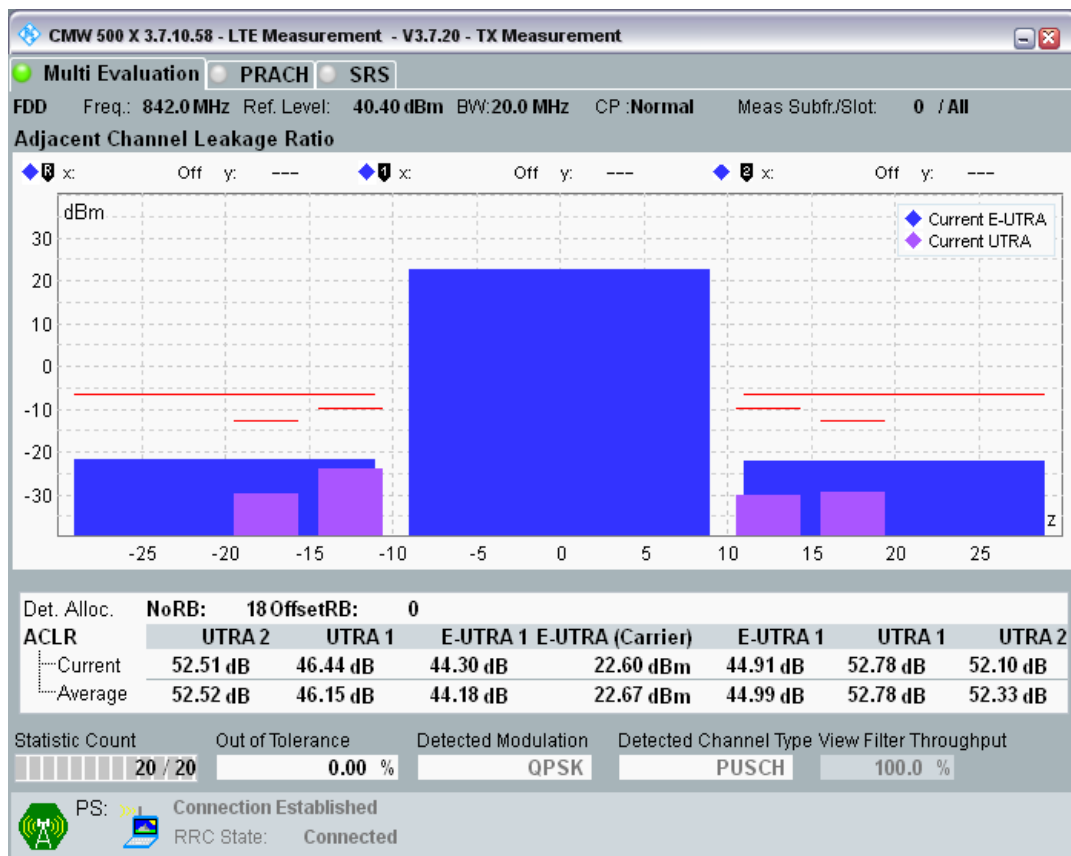 CMW 500 X 3.7.10.58 - LTE Measurement - V3.7.20 - TX Measurement
Multi Evaluation PRACH SRS
FDD Freq.: 842.0 MHz Ref. Level: 40.40 dBm BW:20.0 MHz CP :Normal Meas Subfr./Slot: 0 / All
Adjacent Channel Leakage Ratio
R x: Off y: --- 1 x: Off y: --- 2 x: Off y: ---
dBm
Current E-UTRA
Current UTRA
30
20
10
0
-10
-20
-30
z
-25 -20 -15 -10 -5 0 5 10 15 20 25
Det. Alloc. NoRB: 18 OffsetRB: 0
ACLR UTRA 2 UTRA 1 E-UTRA 1 E-UTRA (Carrier) E-UTRA 1 UTRA 1 UTRA 2
Current 52.51 dB 46.44 dB 44.30 dB 22.60 dBm 44.91 dB 52.78 dB 52.10 dB
Average 52.52 dB 46.15 dB 44.18 dB 22.67 dBm 44.99 dB 52.78 dB 52.33 dB
Statistic Count Out of Tolerance Detected Modulation Detected Channel Type View Filter Throughput
20 / 20 0.00 % QPSK PUSCH 100.0 %
PS: Connection Established
RRC State: Connected